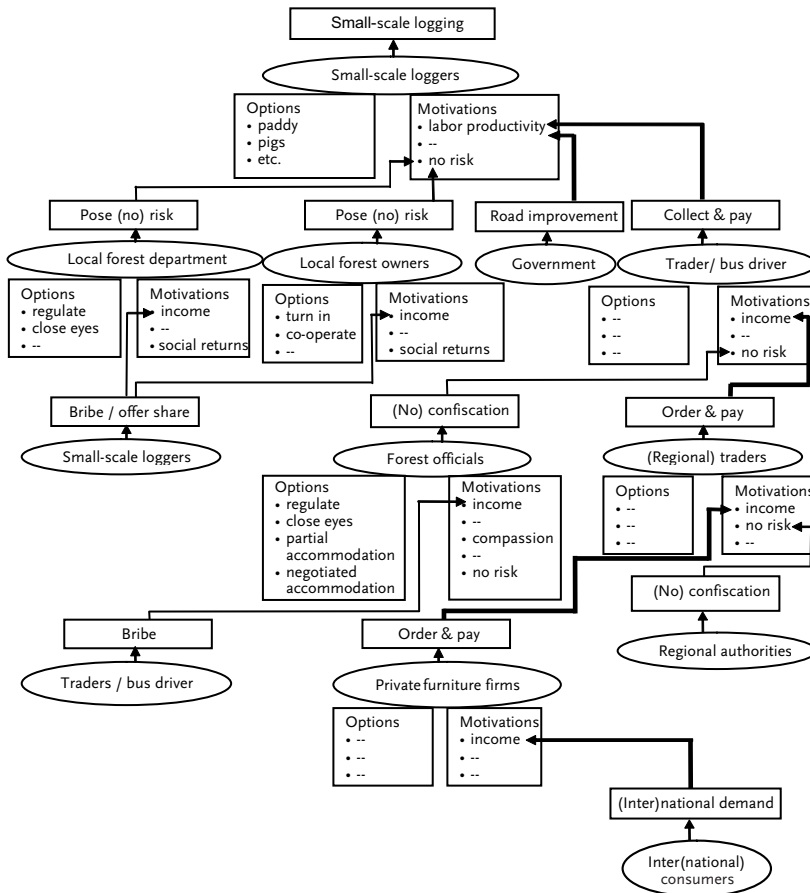 Small-scale logging
Small-scale loggers
Options
• paddy
• pigs
• etc.
Motivations
• labor productivity
• --
• no risk
Pose (no) risk
Pose (no) risk
Road improvement
Collect & pay
Local forest department
Local forest owners
Government
Trader/ bus driver
Options
• regulate
• close eyes
• --
Motivations
• income
• --
• social returns
Options
• turn in
• co-operate
• --
Motivations
• income
• --
• social returns
Options
• --
• --
• --
Motivations
• income
• --
• no risk
Bribe / offer share
(No) confiscation
Order & pay
Small-scale loggers
Forest officials
(Regional) traders
Options
• regulate
• close eyes
• partial
accommodation
• negotiated
accommodation
Motivations
• income
• --
• compassion
• --
• no risk
Options
• --
• --
• --
Motivations
• income
• no risk
• --
(No) confiscation
Bribe
Order & pay
Regional authorities
Traders / bus driver
Private furniture firms
Options
• --
• --
• --
Motivations
• income
• --
• --
(Inter)national demand
Inter(national)
consumers